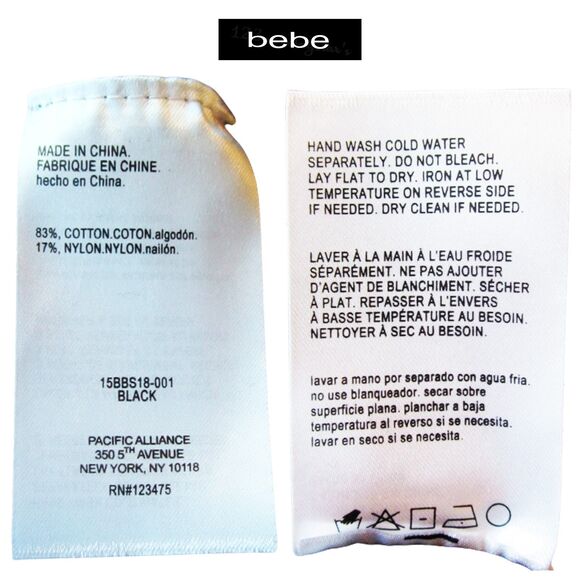 bebe
MADE IN CHINA.
FABRIQUE EN CHINE.
hecho en China.
83%, COTTON.COTON.algodón.
17%, NYLON.NYLON.nailón.
15BBS18-001
BLACK
PACIFIC ALLIANCE
350 5TH AVENUE
NEW YORK, NY 10118
RN#123475
HAND WASH COLD WATER
SEPARATELY. DO NOT BLEACH.
LAY FLAT TO DRY. IRON AT LOW
TEMPERATURE ON REVERSE SIDE
IF NEEDED. DRY CLEAN IF NEEDED.
LAVER À LA MAIN À L'EAU FROIDE
SÉPARÉMENT. NE PAS AJOUTER
D'AGENT DE BLANCHIMENT. SÉCHER
À PLAT. REPASSER À L'ENVERS
À BASSE TEMPÉRATURE AU BESOIN.
NETTOYER À SEC AU BESOIN.
lavar a mano por separado con agua fria.
no use blanqueador. secar sobre
superficie plana. planchar a baja
temperatura al reverso si se necesita.
lavar en seco si se necesita.